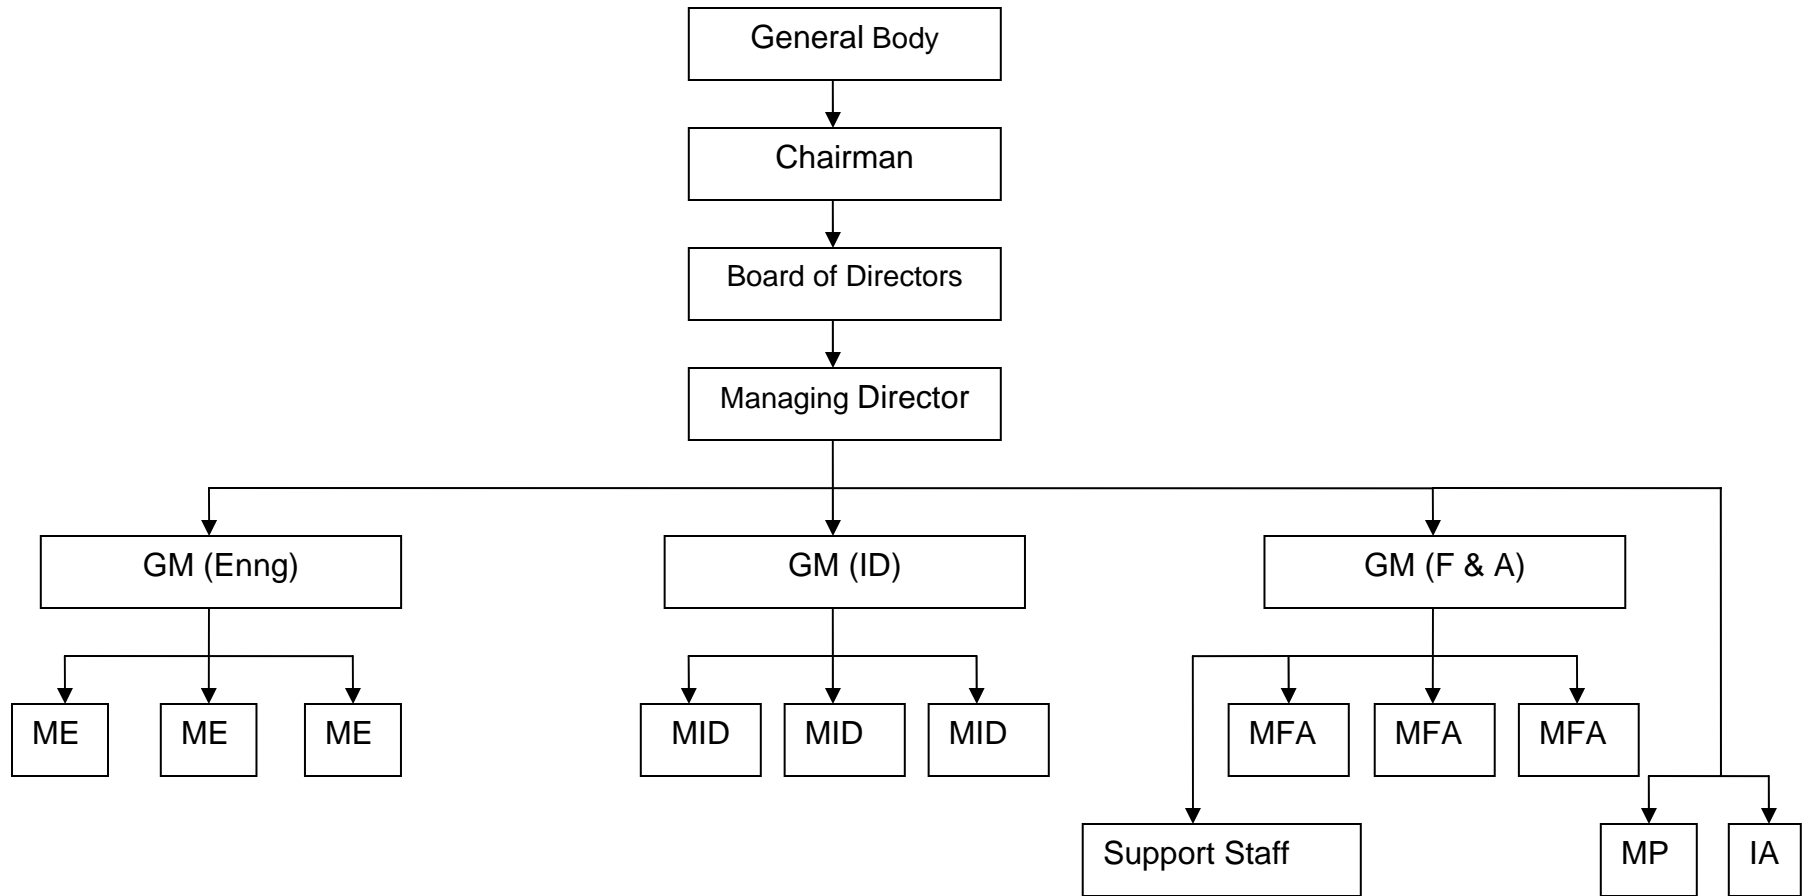 General Body
Chairman
Board of Directors
Managing Director
GM (Enng)
GM (ID)
GM (F & A)
ME
ME
ME
MID
MID
MID
MFA
MFA
MFA
Support Staff
MP
IA